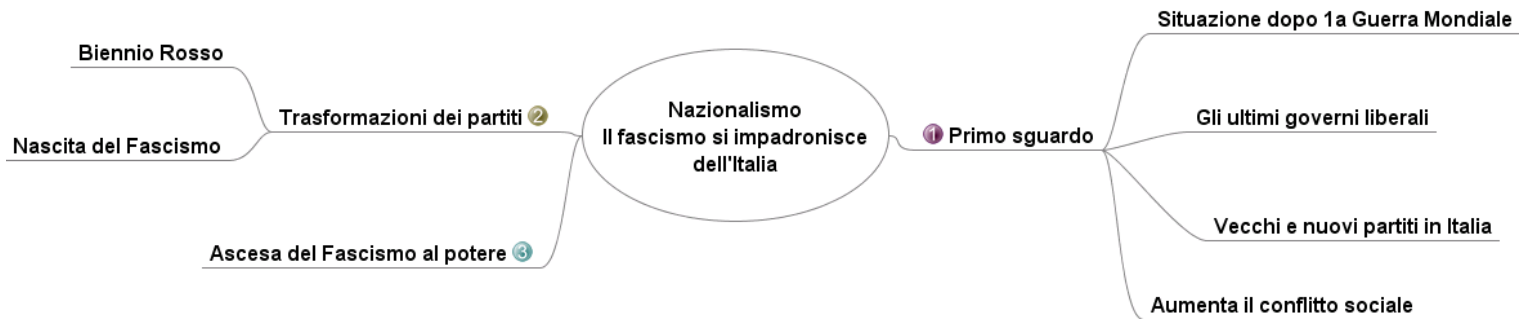 Nazionalismo
Il fascismo si impadronisce
dell'Italia
1 Primo sguardo
Situazione dopo 1a Guerra Mondiale
Gli ultimi governi liberali
Vecchi e nuovi partiti in Italia
Aumenta il conflitto sociale
Trasformazioni dei partiti 2
Biennio Rosso
Nascita del Fascismo
Ascesa del Fascismo al potere 3